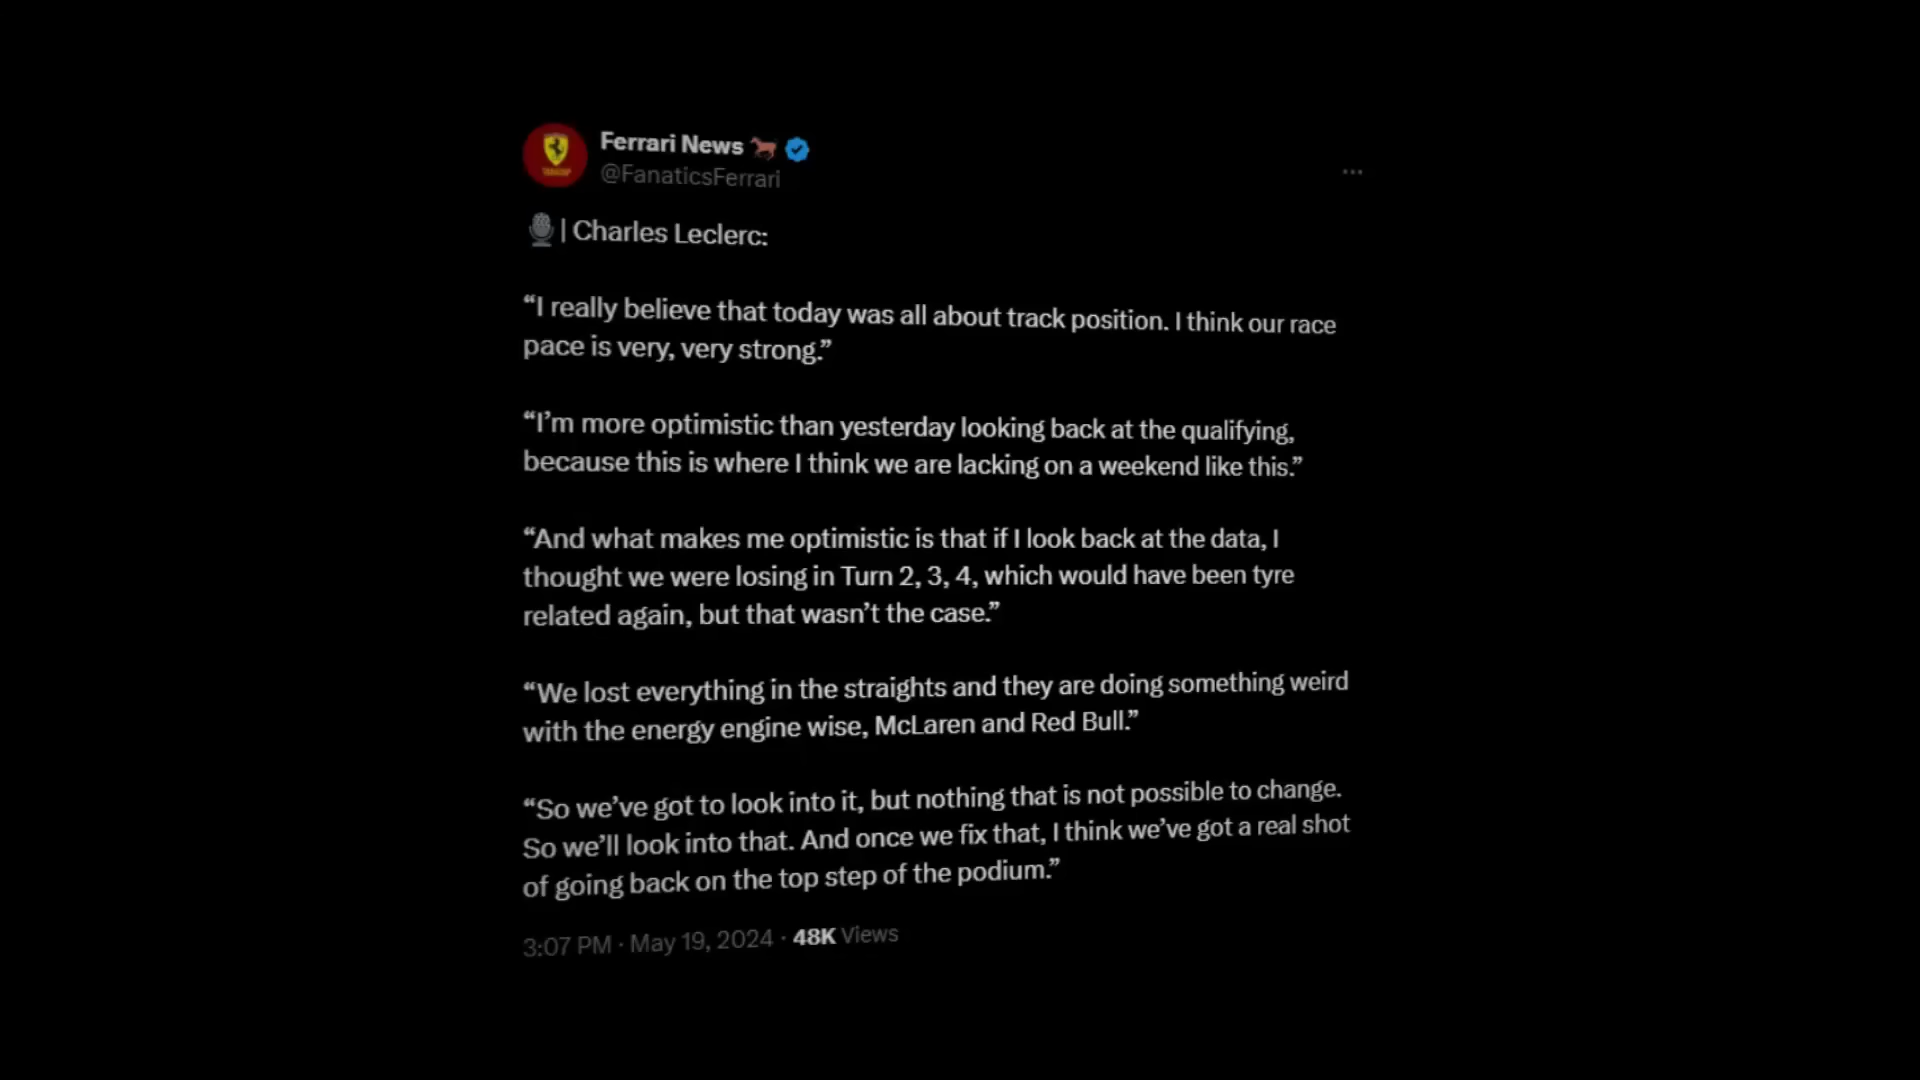 Ferrari News 🐎
@FanaticsFerrari
...
🎙️| Charles Leclerc:
“I really believe that today was all about track position. I think our race
pace is very, very strong.”
“I’m more optimistic than yesterday looking back at the qualifying,
because this is where I think we are lacking on a weekend like this.”
“And what makes me optimistic is that if I look back at the data, I
thought we were losing in Turn 2, 3, 4, which would have been tyre
related again, but that wasn’t the case.”
“We lost everything in the straights and they are doing something weird
with the energy engine wise, McLaren and Red Bull.”
“So we’ve got to look into it, but nothing that is not possible to change.
So we’ll look into that. And once we fix that, I think we’ve got a real shot
of going back on the top step of the podium.”
3:07 PM · May 19, 2024 · 48K Views